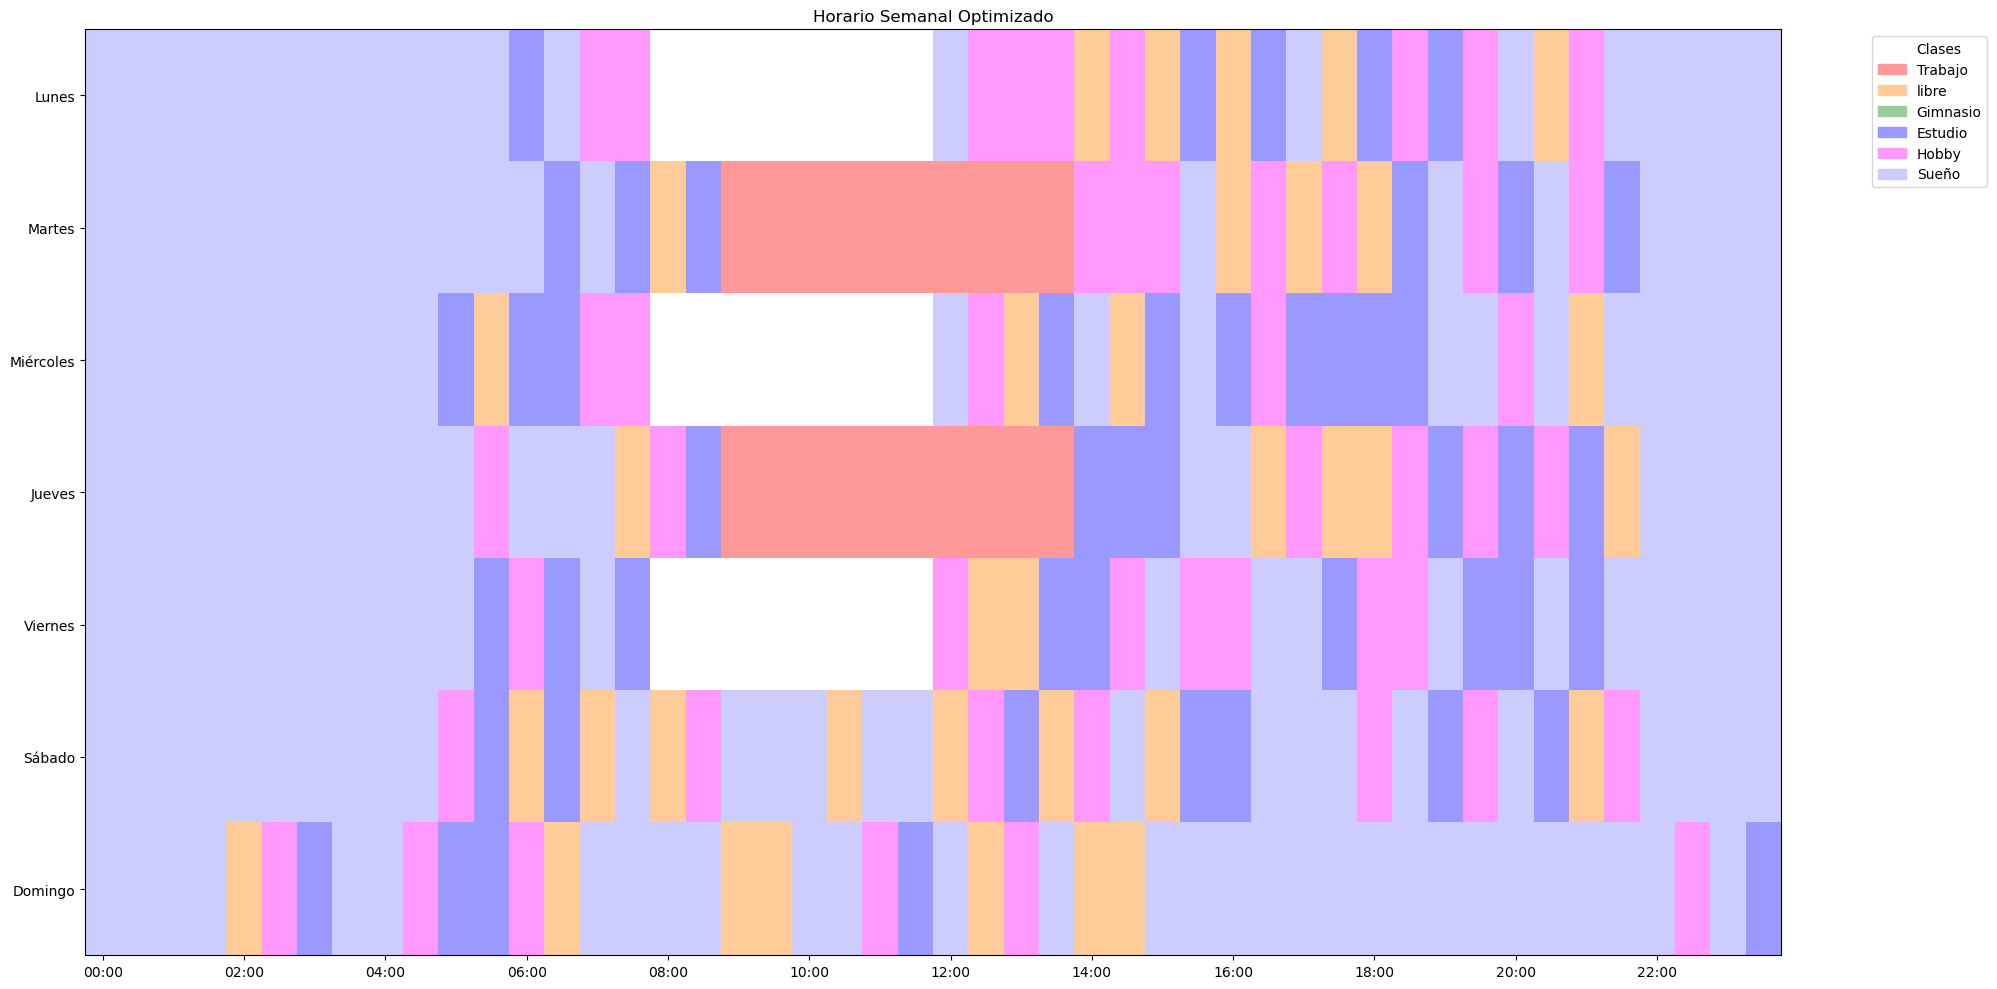 Horario Semanal Optimizado
Clases
Trabajo
libre
Gimnasio
Estudio
Hobby
Sueño
Lunes
Martes
Miércoles
Jueves
Viernes
Sábado
Domingo
00:00 02:00 04:00 06:00 08:00 10:00 12:00 14:00 16:00 18:00 20:00 22:00